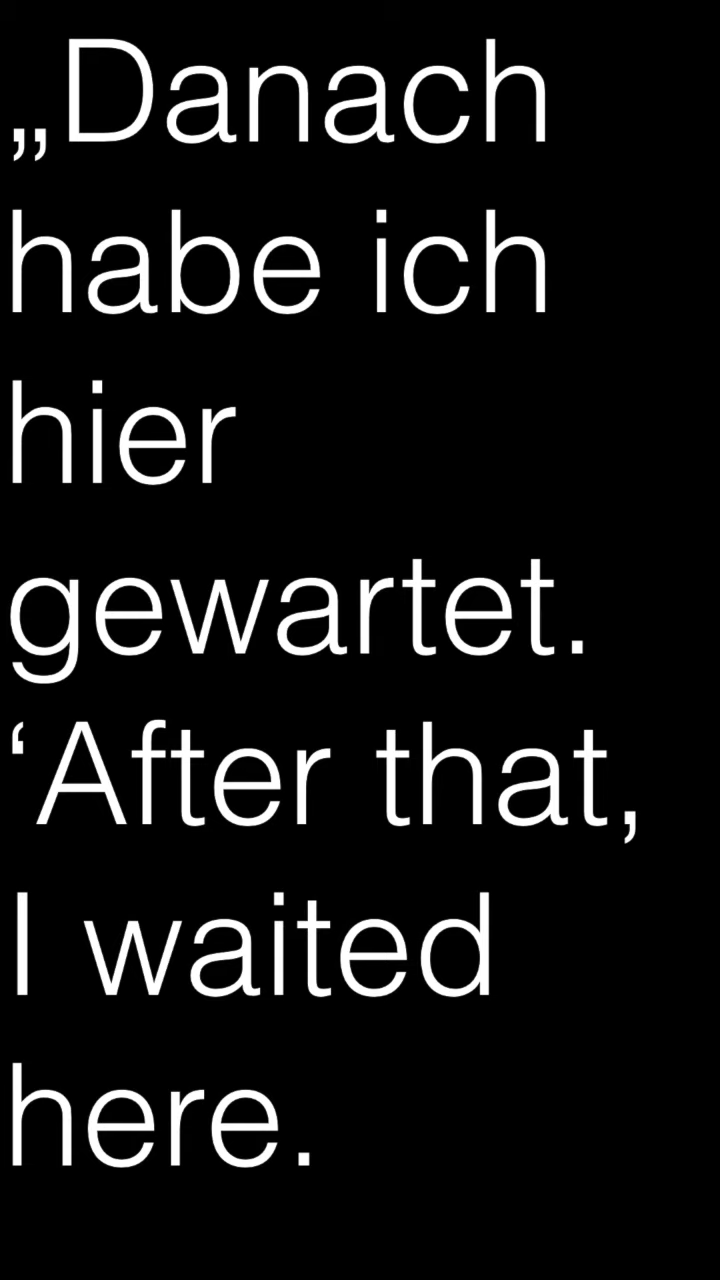 „Danach
habe ich
hier
gewartet.
‘After that,
I waited
here.